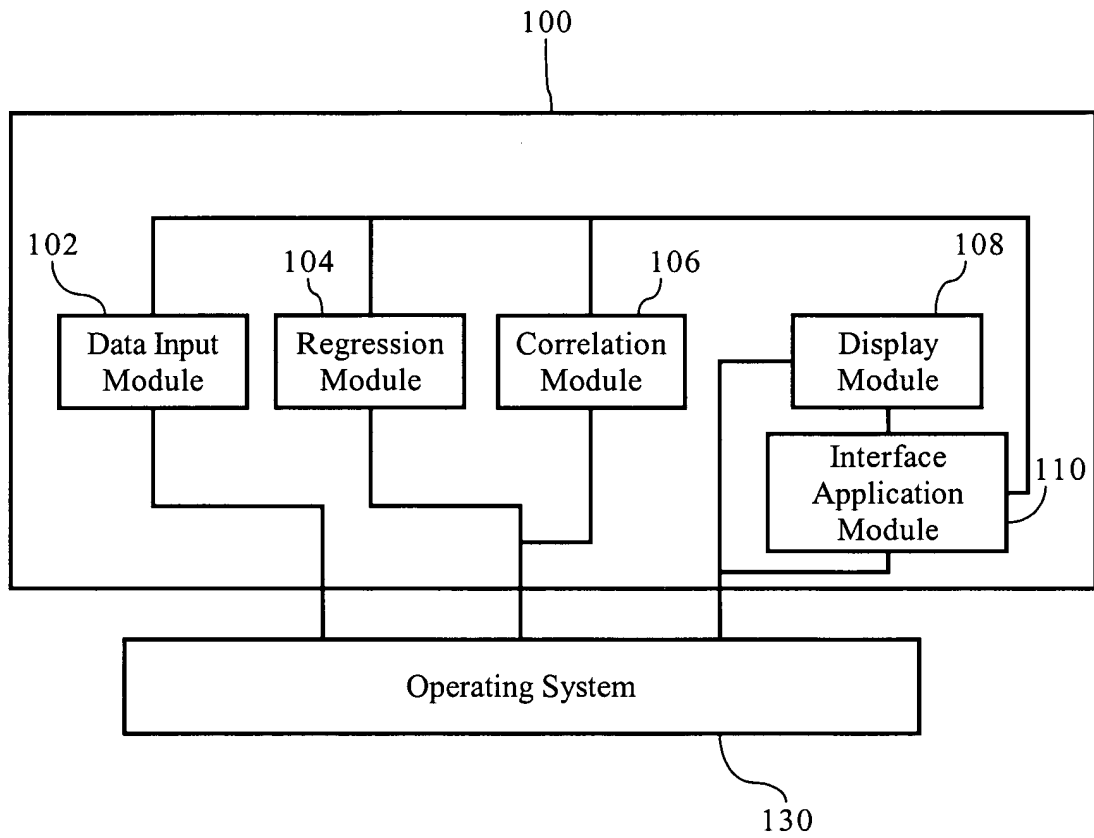 100
102
104
106
108
Data Input
Module
Regression
Module
Correlation
Module
Display
Module
Interface
Application
Module
110
Operating System
130